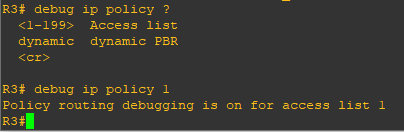 R3# debug ip policy ?
<1-199> Access list
dynamic dynamic PBR
<cr>
R3# debug ip policy 1
Policy routing debugging is on for access list 1
R3#